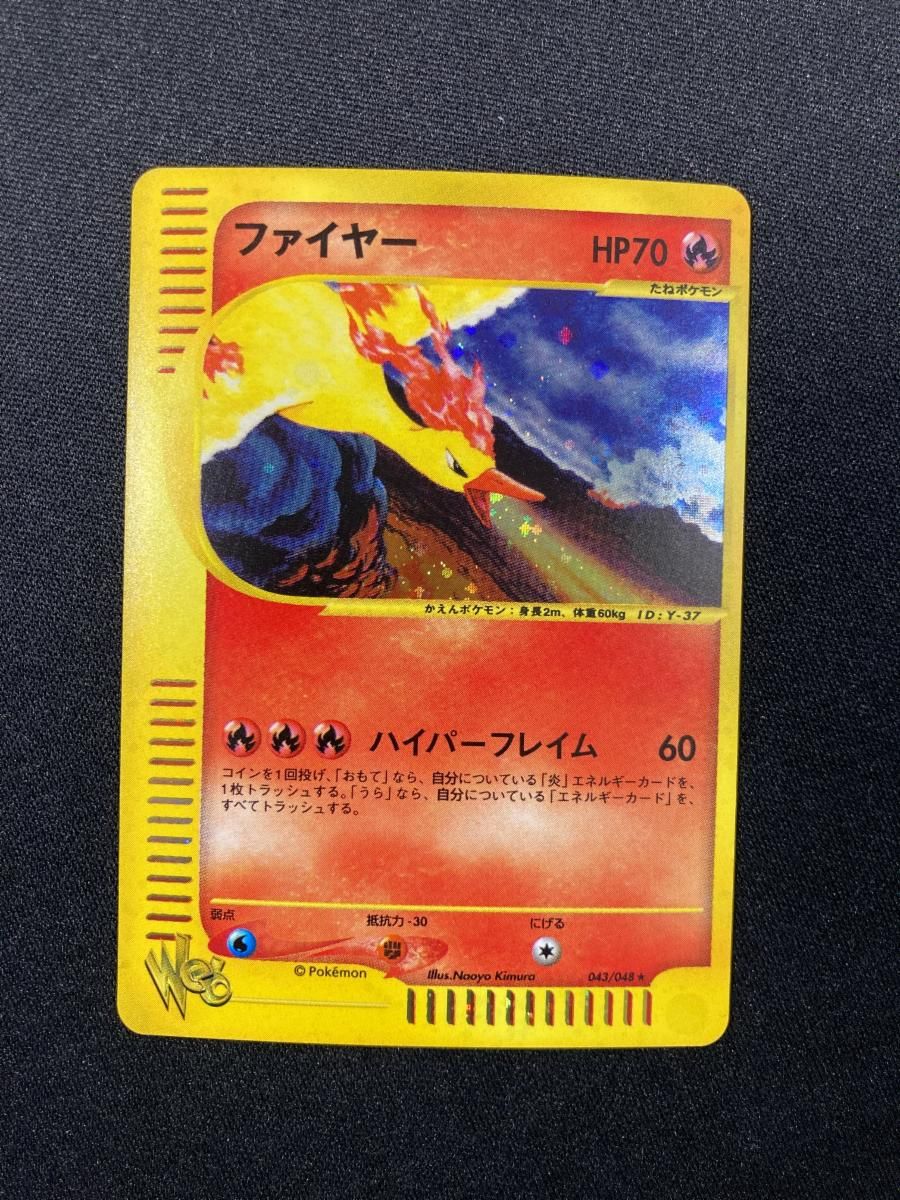 ファイヤー
HP70
たねポケモン
かえんポケモン：身長2m、体重60kg ID：Y-37
ハイパーフレイム 60
コインを1回投げ、「おもて」なら、自分についている「炎」エネルギーカードを、
1枚トラッシュする。「うら」なら、自分についている「エネルギーカード」を、
すべてトラッシュする。
弱点 抵抗力 -30 にげる
Web
© Pokémon Illus.Naoyo Kimura 043/048 ★